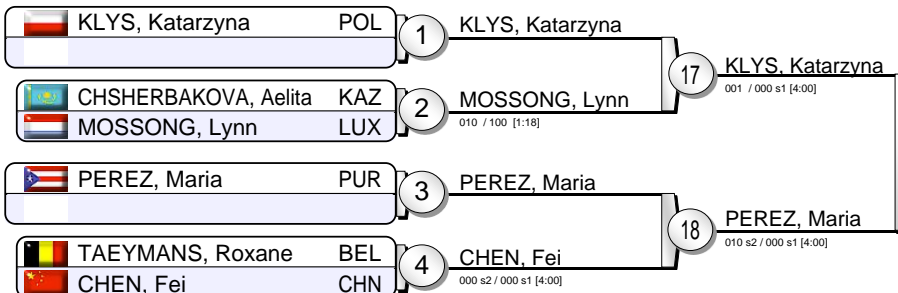 KLYS, Katarzyna POL
1
KLYS, Katarzyna
CHSHERBAKOVA, Aelita KAZ
MOSSONG, Lynn LUX
2
MOSSONG, Lynn
010 / 100 [1:18]
17
KLYS, Katarzyna
001 / 000 s1 [4:00]
PEREZ, Maria PUR
3
PEREZ, Maria
TAEYMANS, Roxane BEL
CHEN, Fei CHN
4
CHEN, Fei
000 s2 / 000 s1 [4:00]
18
PEREZ, Maria
010 s2 / 000 s1 [4:00]